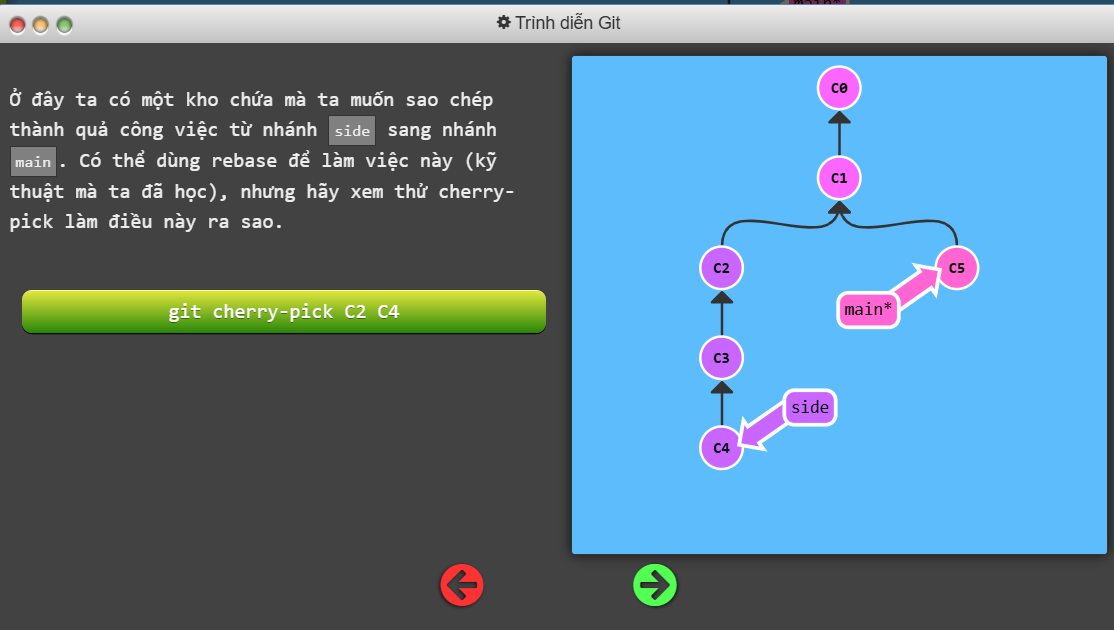 Trình diễn Git
Ở đây ta có một kho chứa mà ta muốn sao chép
thành quả công việc từ nhánh side sang nhánh
main. Có thể dùng rebase để làm việc này (kỹ
thuật mà ta đã học), nhưng hãy xem thử cherry-
pick làm điều này ra sao.
git cherry-pick C2 C4
C0
C1
C2
C5
main*
C3
side
C4